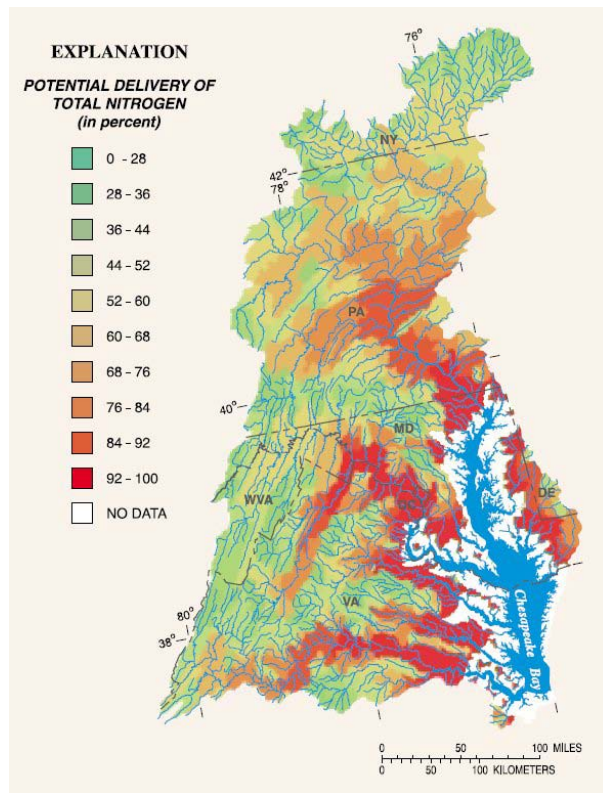 EXPLANATION
POTENTIAL DELIVERY OF
TOTAL NITROGEN
(in percent)
0 - 28
28 - 36
36 - 44
44 - 52
52 - 60
60 - 68
68 - 76
76 - 84
84 - 92
92 - 100
NO DATA
76°
NY
42°
78°
PA
40°
MD
WVA
DC
DE
VA
80°
38°
Chesapeake Bay
0 50 100 MILES
0 50 100 KILOMETERS